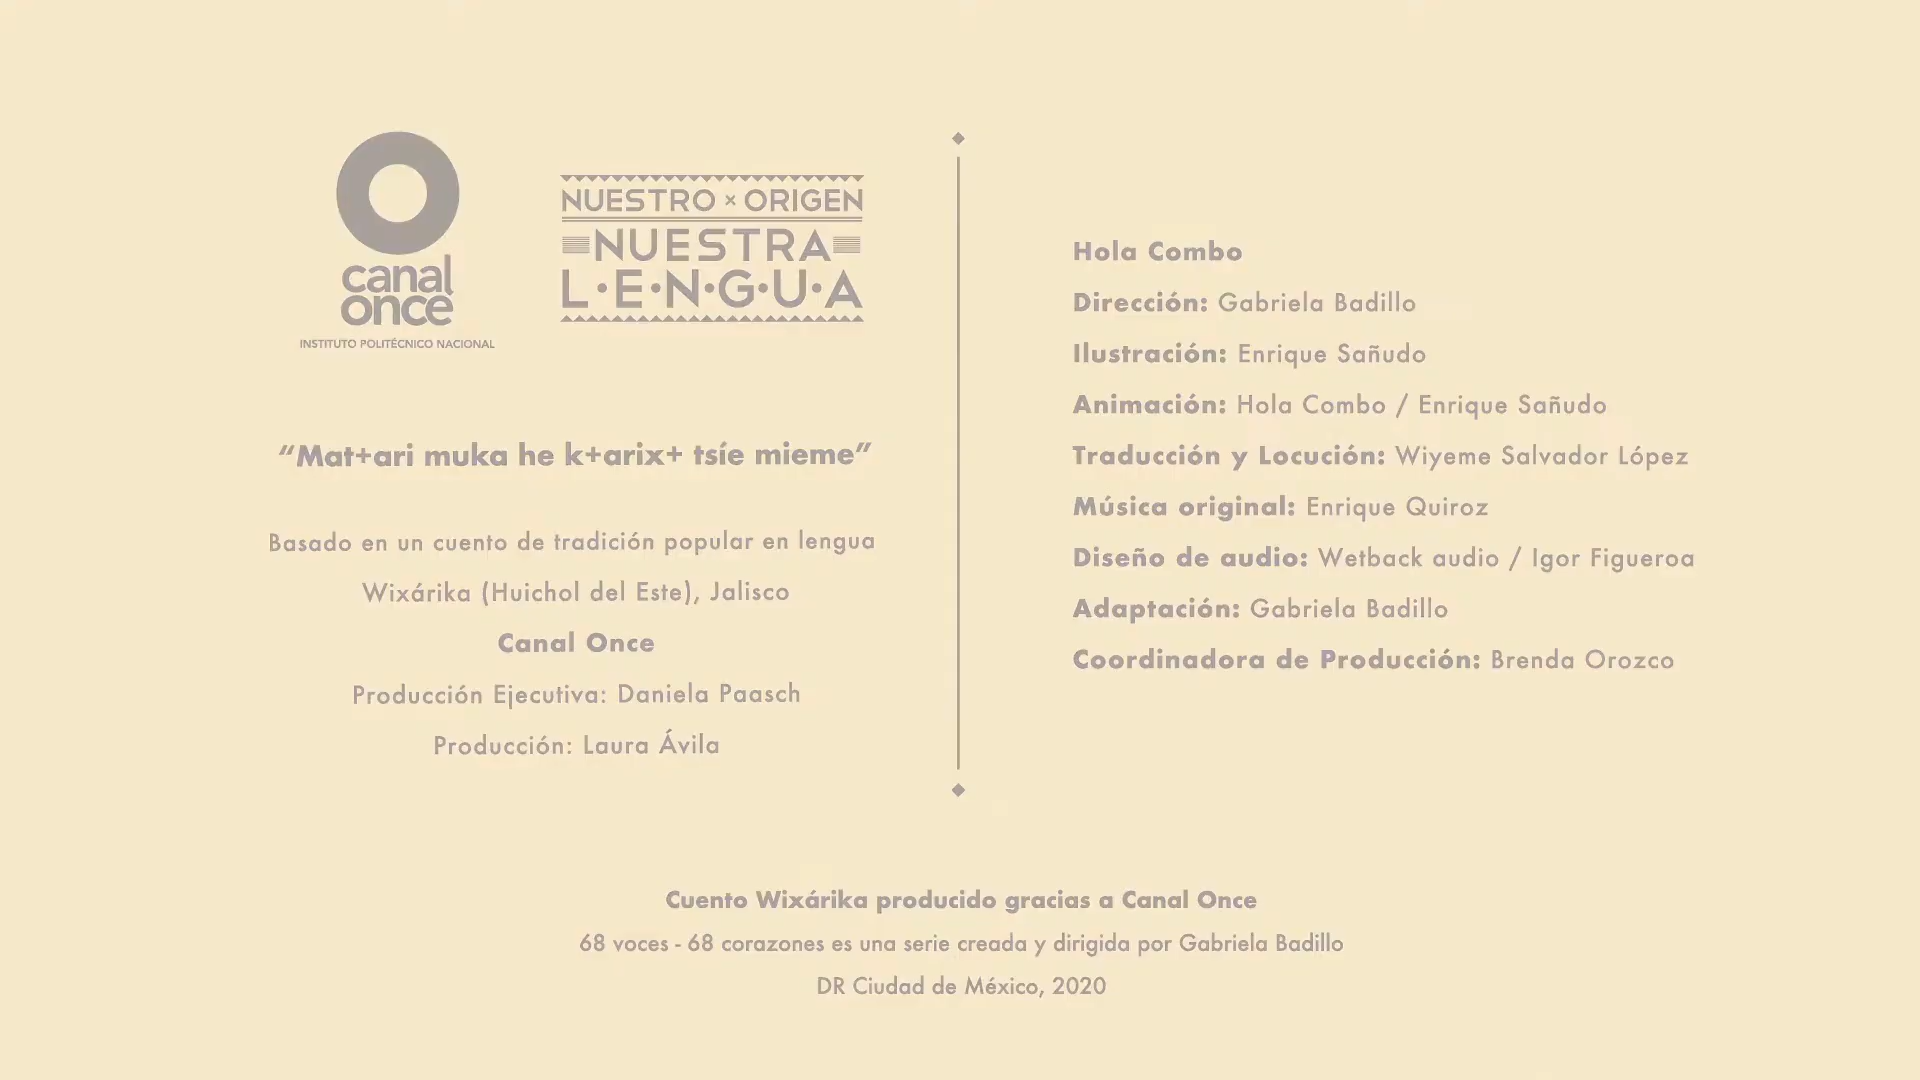 canal
once
INSTITUTO POLITÉCNICO NACIONAL
NUESTRO × ORIGEN
NUESTRA
L·E·N·G·U·A
“Mat+ari muka he k+arix+ tsíe mieme”
Basado en un cuento de tradición popular en lengua
Wixárika (Huichol del Este), Jalisco
Canal Once
Producción Ejecutiva: Daniela Paasch
Producción: Laura Ávila
Hola Combo
Dirección: Gabriela Badillo
Ilustración: Enrique Sañudo
Animación: Hola Combo / Enrique Sañudo
Traducción y Locución: Wiyeme Salvador López
Música original: Enrique Quiroz
Diseño de audio: Wetback audio / Igor Figueroa
Adaptación: Gabriela Badillo
Coordinadora de Producción: Brenda Orozco
Cuento Wixárika producido gracias a Canal Once
68 voces - 68 corazones es una serie creada y dirigida por Gabriela Badillo
DR Ciudad de México, 2020